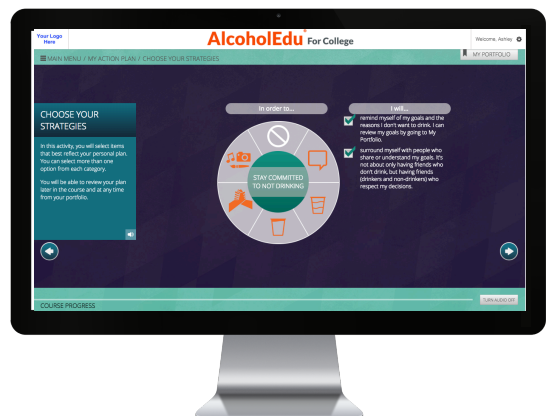 Your Logo
Here
AlcoholEdu® For College
Welcome, Ashley
MAIN MENU / MY ACTION PLAN / CHOOSE YOUR STRATEGIES
MY PORTFOLIO
CHOOSE YOUR
STRATEGIES
In this activity, you will select items
that best reflect your personal plan.
You can select more than one
option from each category.
You will be able to review your plan
later in the course and at any time
from your portfolio.
In order to...
STAY COMMITTED
TO NOT DRINKING
I will...
remind myself of my goals and the
reasons I don't want to drink. I can
review my goals by going to My
Portfolio.
surround myself with people who
share or understand my goals. It's
not about only having friends who
don't drink, but having friends
(drinkers and non-drinkers) who
respect my decisions.
COURSE PROGRESS
TURN AUDIO OFF